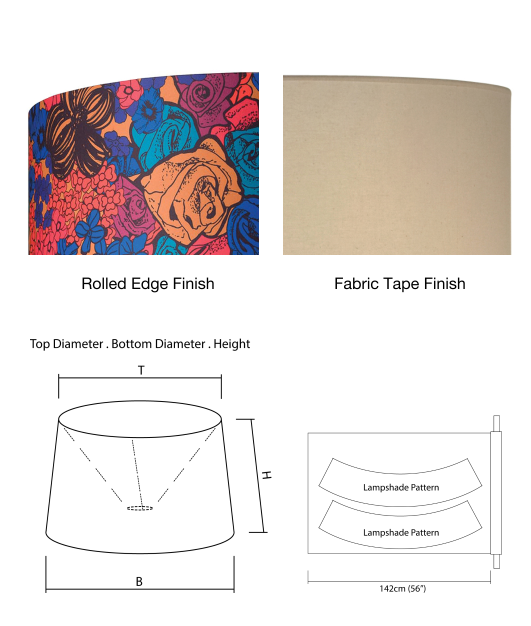 Rolled Edge Finish
Fabric Tape Finish
Top Diameter . Bottom Diameter . Height
T
H
B
Lampshade Pattern
Lampshade Pattern
142cm (56")